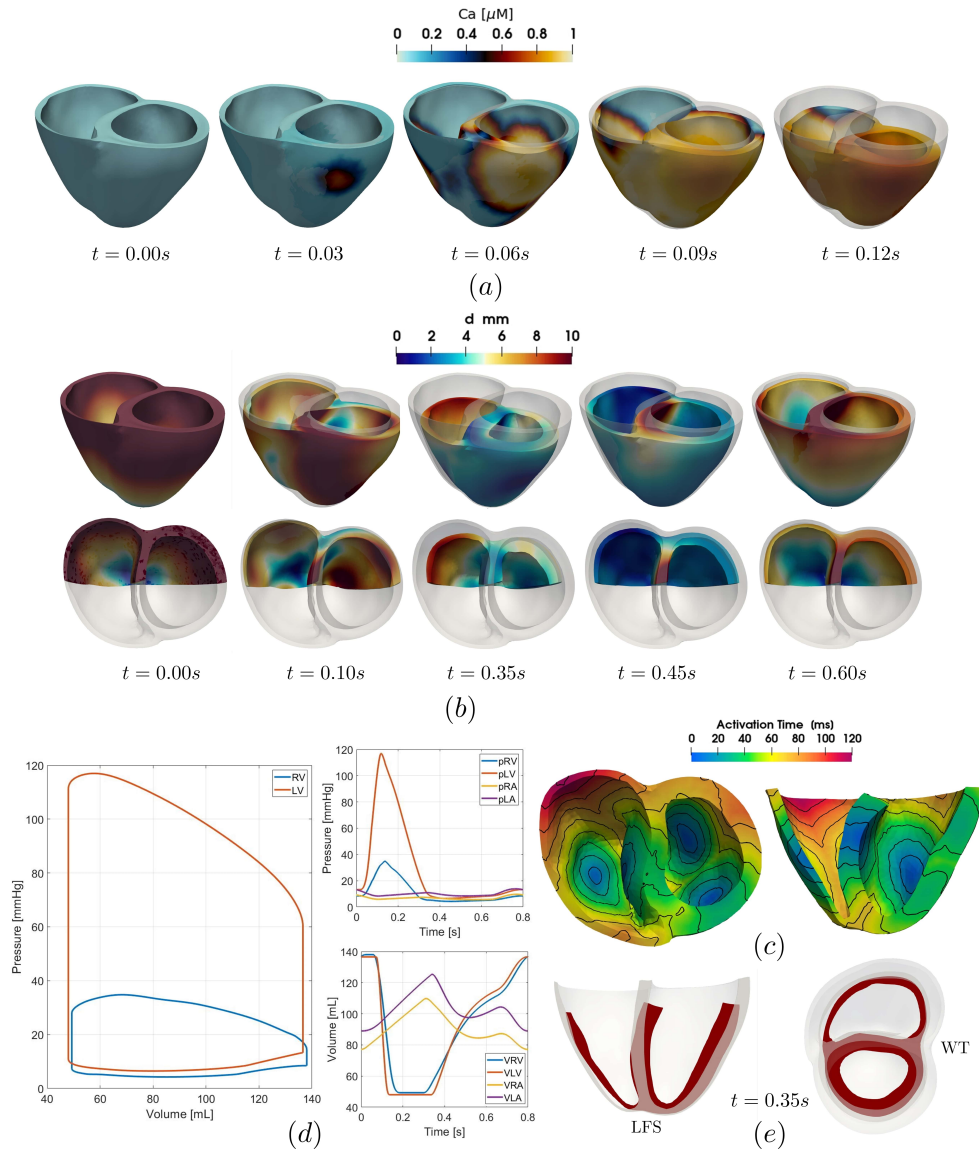 Ca [μM]
0 0.2 0.4 0.6 0.8 1
t = 0.00s
t = 0.03
t = 0.06s
t = 0.09s
t = 0.12s
(a)
d mm
0 2 4 6 8 10
t = 0.00s
t = 0.10s
t = 0.35s
t = 0.45s
t = 0.60s
(b)
120
100
80
60
40
20
0
Pressure [mmHg]
40 60 80 100 120 140
Volume [mL]
RV
LV
120
100
80
60
40
20
0
Pressure [mmHg]
0 0.2 0.4 0.6 0.8
Time [s]
pRV
pLV
pRA
pLA
140
120
100
80
60
40
Volume [mL]
0 0.2 0.4 0.6 0.8
Time [s]
VRV
VLV
VRA
VLA
(d)
Activation Time (ms)
0 20 40 60 80 100 120
(c)
WT
t = 0.35s
LFS
(e)